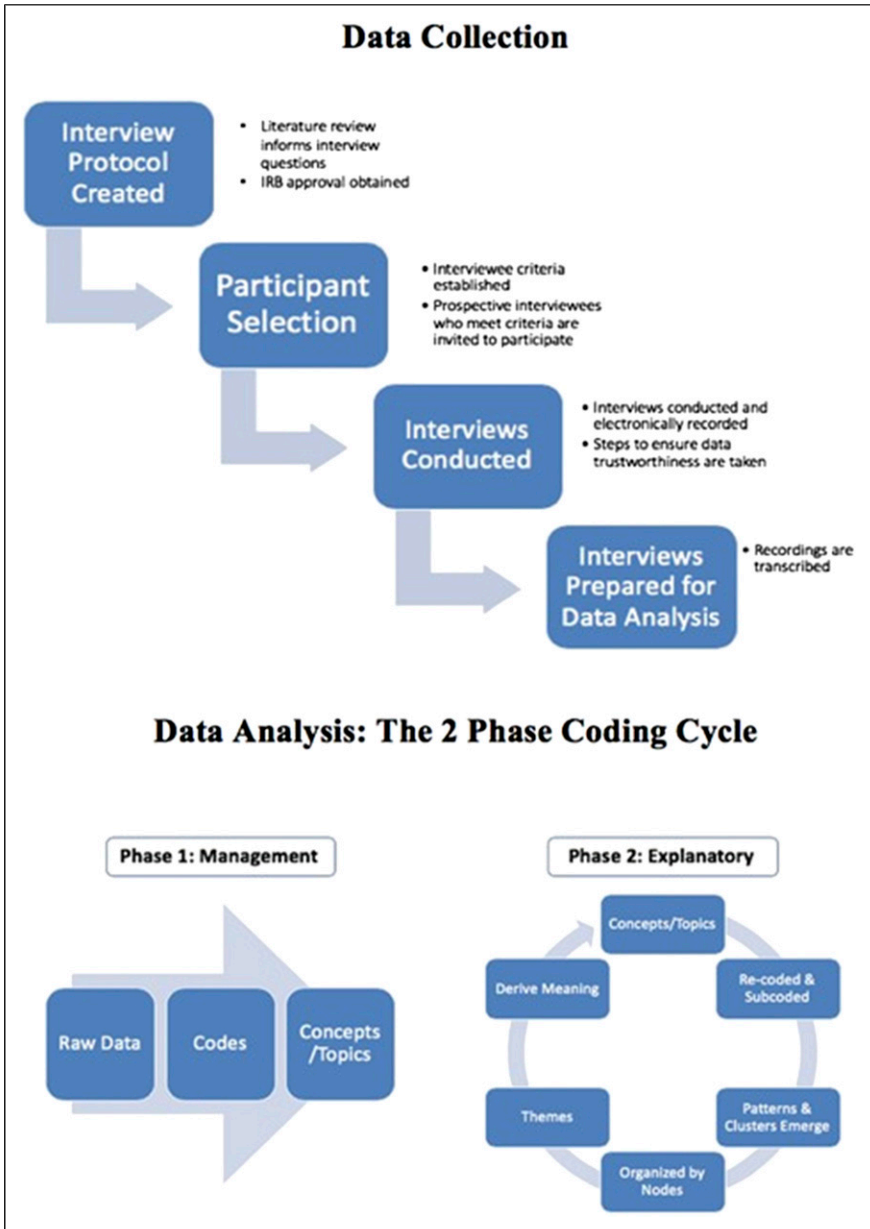 Data Collection
Interview
Protocol
Created
• Literature review
informs interview
questions
• IRB approval obtained
Participant
Selection
• Interviewee criteria
established
• Prospective interviewees
who meet criteria are
invited to participate
Interviews
Conducted
• Interviews conducted and
electronically recorded
• Steps to ensure data
trustworthiness are taken
Interviews
Prepared for
Data Analysis
• Recordings are
transcribed
Data Analysis: The 2 Phase Coding Cycle
Phase 1: Management
Raw Data
Codes
Concepts
/Topics
Phase 2: Explanatory
Concepts/Topics
Re-coded &
Subcoded
Patterns &
Clusters Emerge
Organized by
Nodes
Themes
Derive Meaning